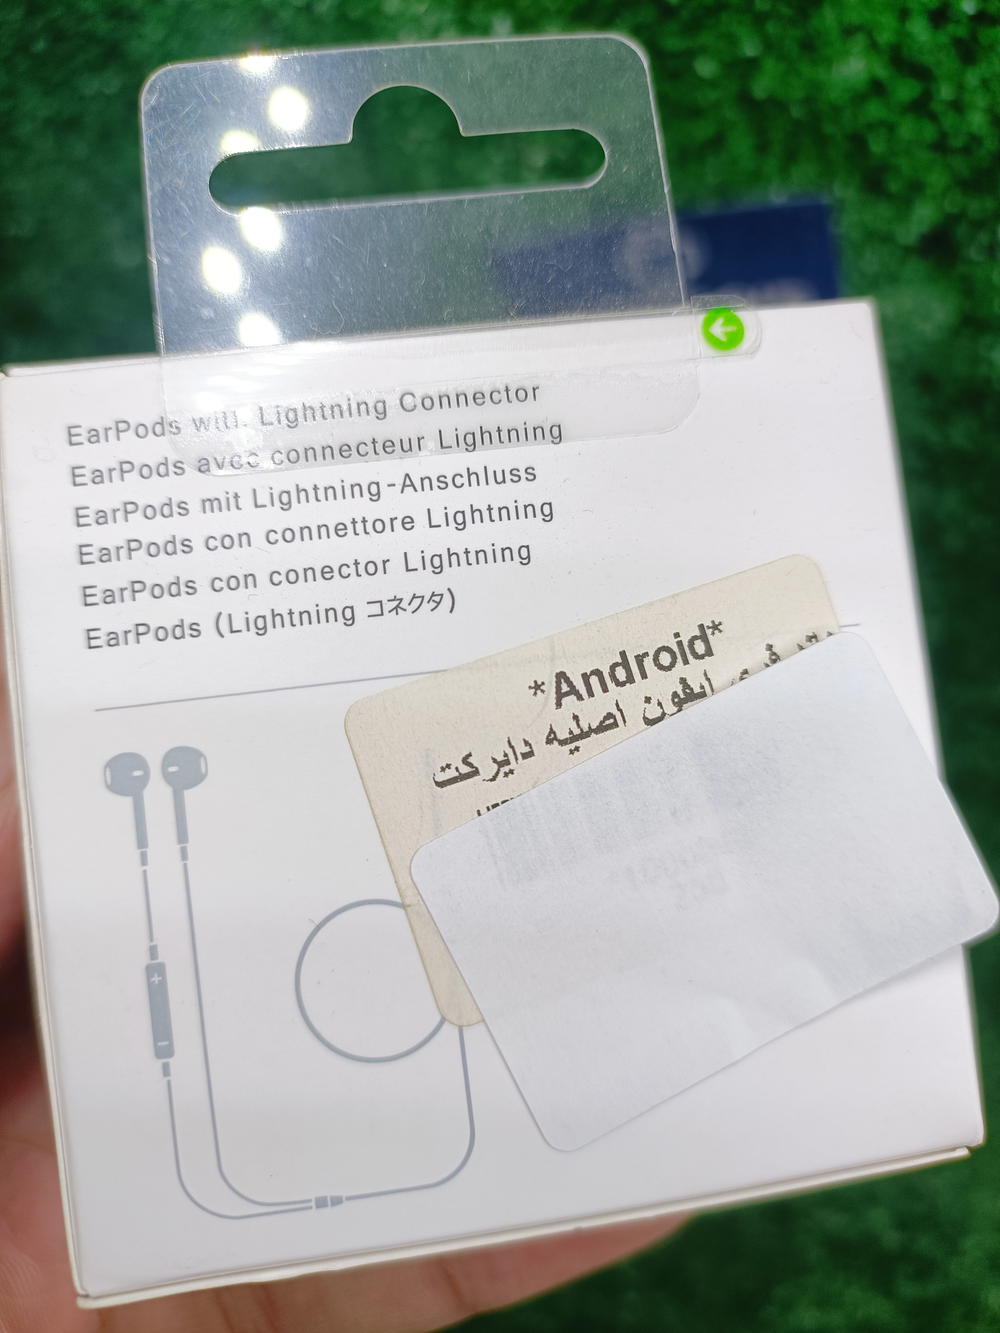 EarPods with Lightning Connector
EarPods avec connecteur Lightning
EarPods mit Lightning-Anschluss
EarPods con connettore Lightning
EarPods con conector Lightning
EarPods (Lightning コネクタ)
*Android*
ايفون اصليه دايركت